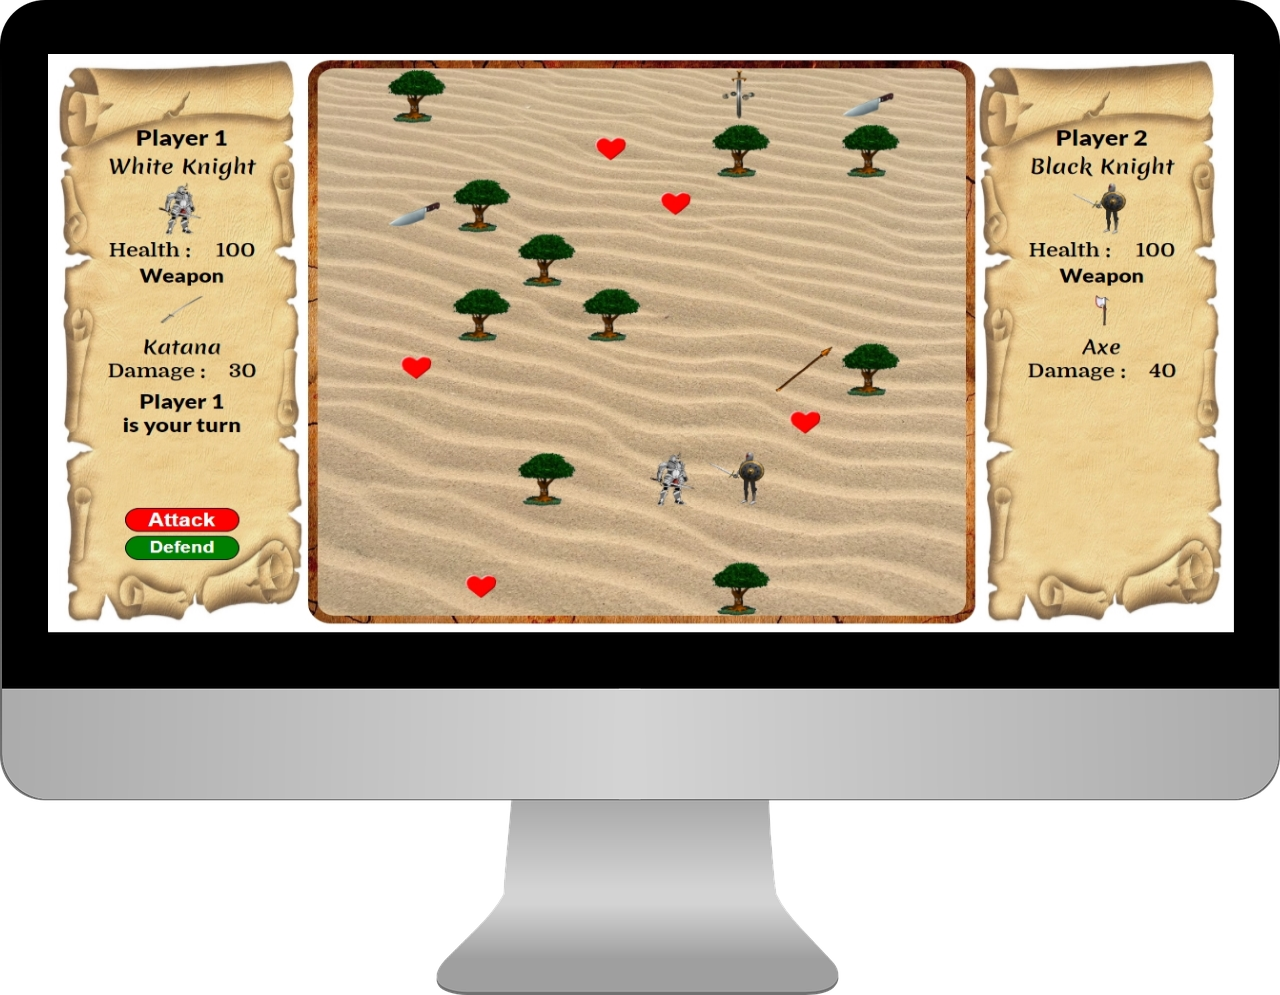 Player 1
White Knight
Health : 100
Weapon
Katana
Damage : 30
Player 1
is your turn
Attack
Defend
Player 2
Black Knight
Health : 100
Weapon
Axe
Damage : 40